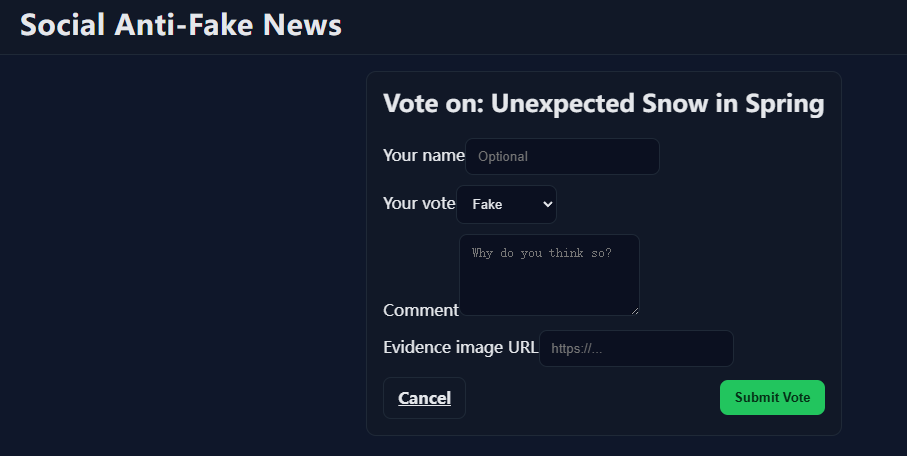 Social Anti-Fake News
Vote on: Unexpected Snow in Spring
Your name Optional
Your vote Fake
Why do you think so?
Comment
Evidence image URL https://...
Cancel Submit Vote